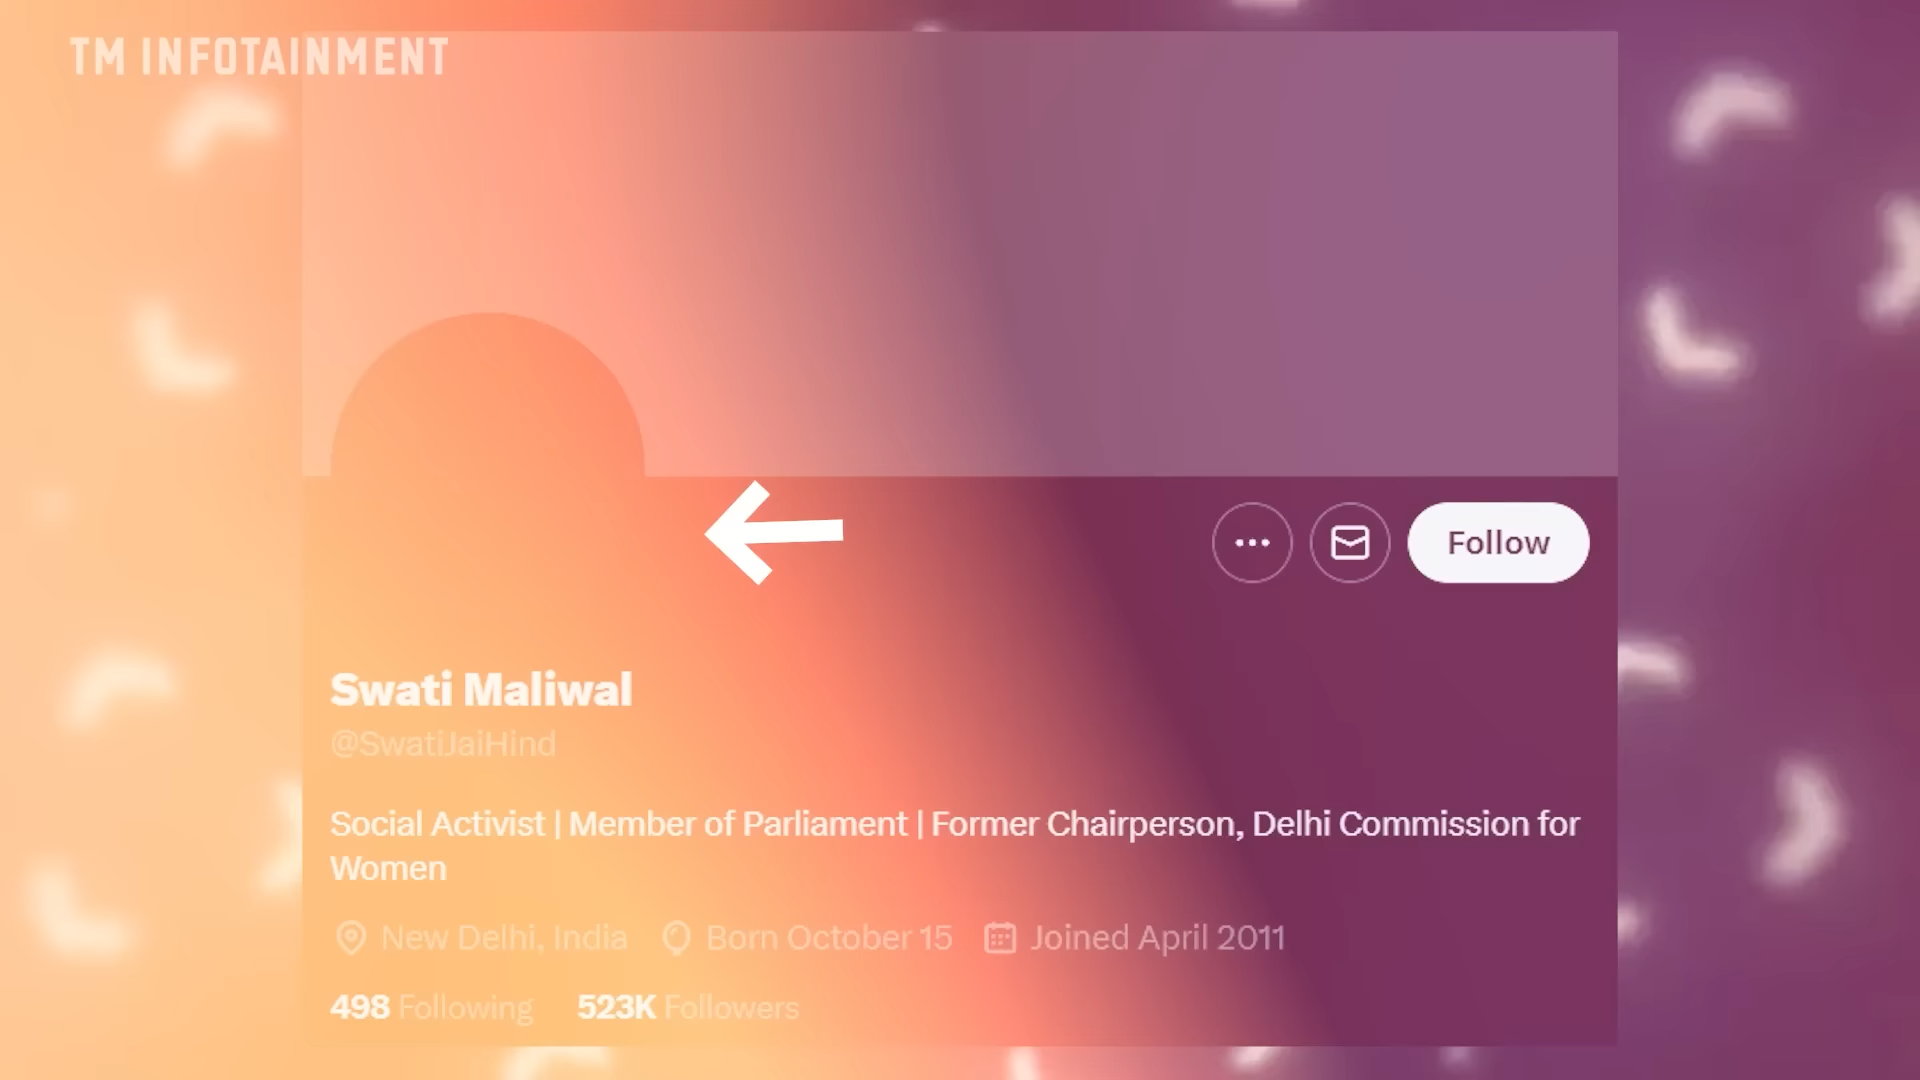 TM INFOTAINMENT
Follow
Swati Maliwal
@SwatiJaiHind
Social Activist | Member of Parliament | Former Chairperson, Delhi Commission for
Women
New Delhi, India Born October 15 Joined April 2011
498 Following 523K Followers